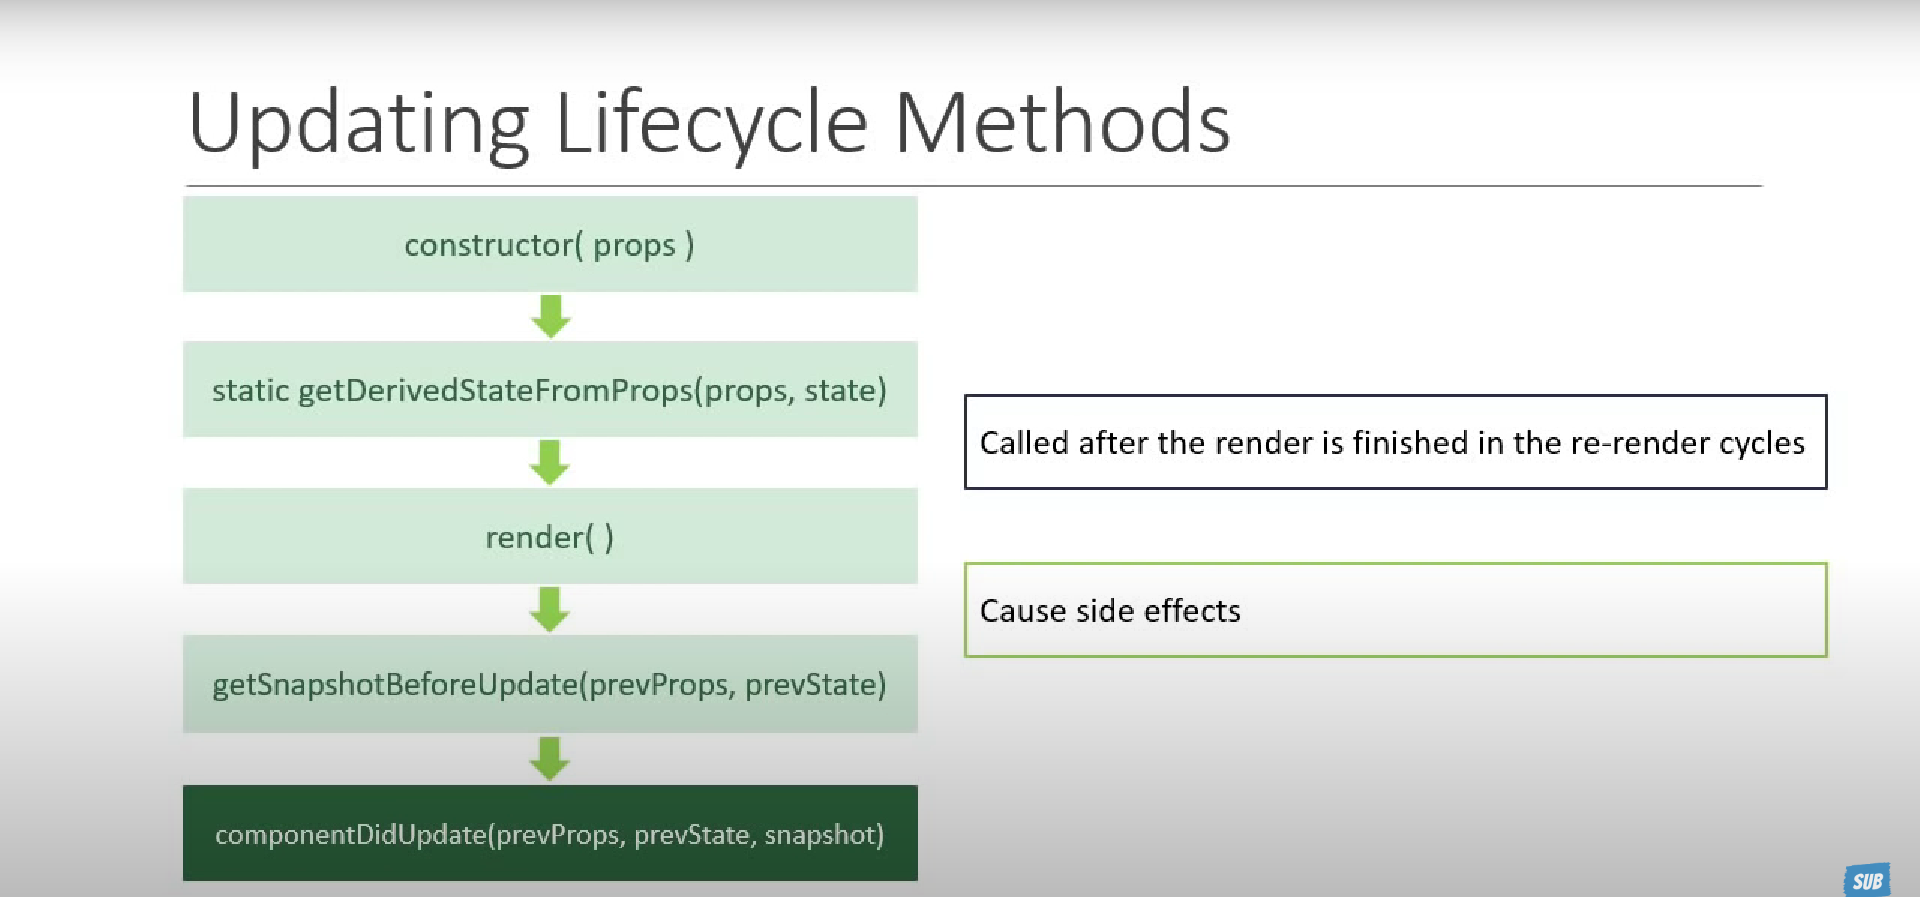 Updating Lifecycle Methods
constructor( props )
static getDerivedStateFromProps(props, state)
render( )
getSnapshotBeforeUpdate(prevProps, prevState)
componentDidUpdate(prevProps, prevState, snapshot)
Called after the render is finished in the re-render cycles
Cause side effects
SUB